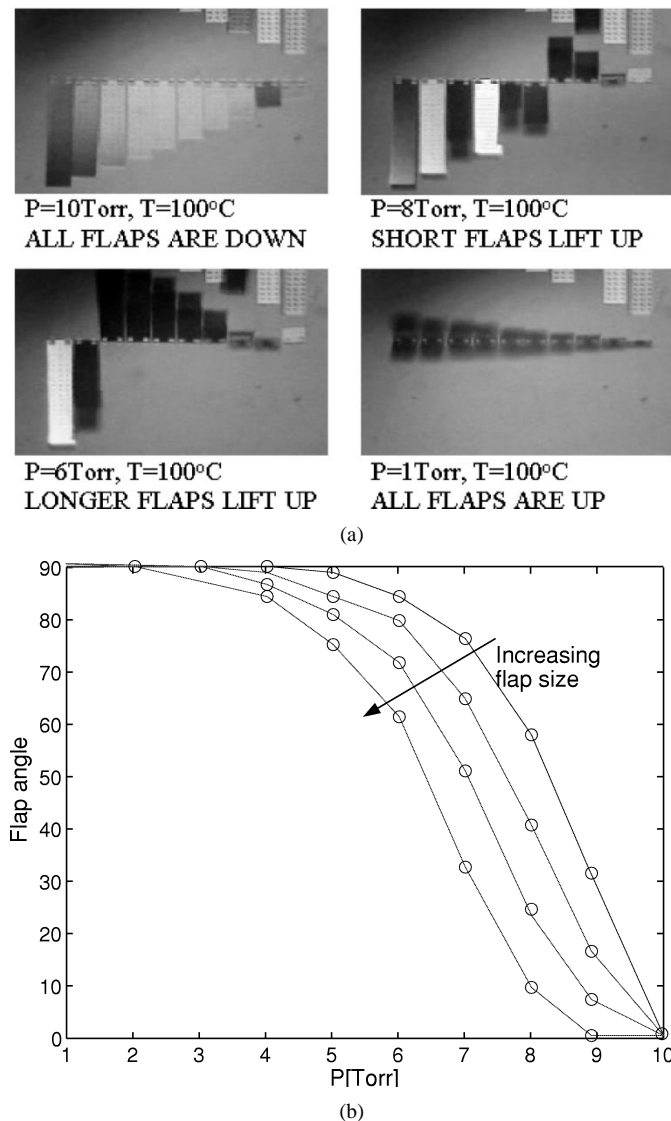 P=10Torr, T=100°C
ALL FLAPS ARE DOWN
P=8Torr, T=100°C
SHORT FLAPS LIFT UP
P=6Torr, T=100°C
LONGER FLAPS LIFT UP
P=1Torr, T=100°C
ALL FLAPS ARE UP
(a)
90
80
70
60
50
40
30
20
10
0
Flap angle
Increasing
flap size
1 2 3 4 5 6 7 8 9 10
P[Torr]
(b)